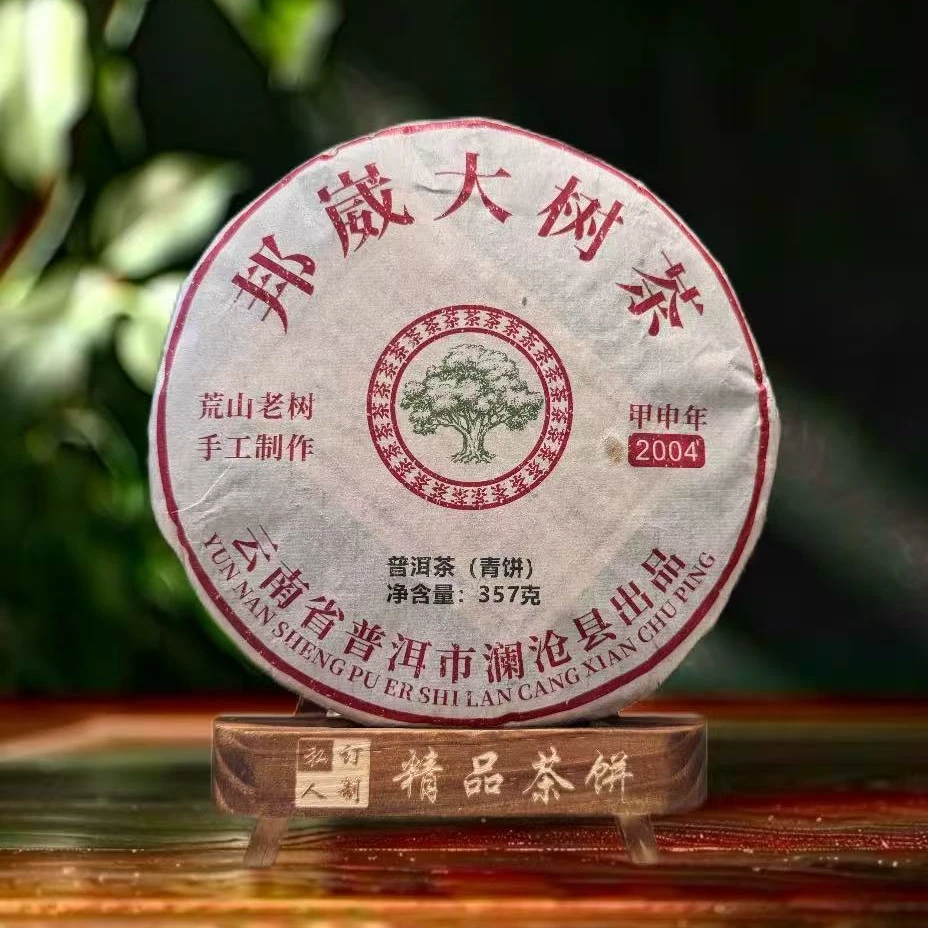 邦崴大树茶
荒山老树
手工制作
甲申年
2004
普洱茶（青饼）
净含量：357克
云南省普洱市澜沧县出品
YUN NAN SHENG PU ER SHI LAN CANG XIAN CHU PING
私人订制
精品茶饼